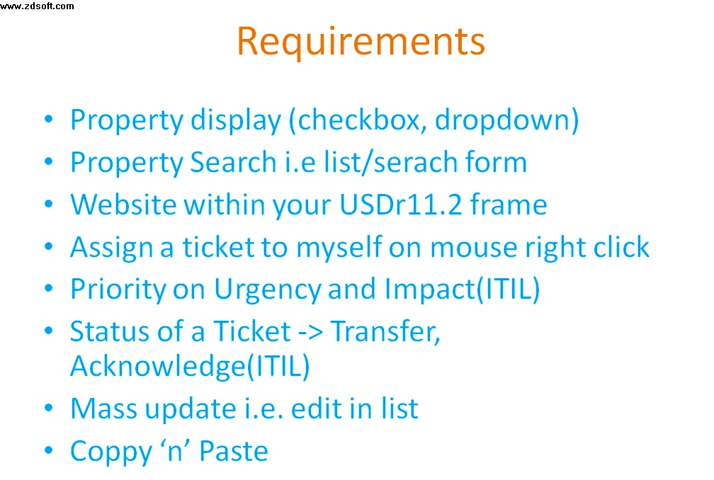 www.zdsoft.com
Requirements
• Property display (checkbox, dropdown)
• Property Search i.e list/serach form
• Website within your USDr11.2 frame
• Assign a ticket to myself on mouse right click
• Priority on Urgency and Impact(ITIL)
• Status of a Ticket -> Transfer,
Acknowledge(ITIL)
• Mass update i.e. edit in list
• Coppy ‘n’ Paste